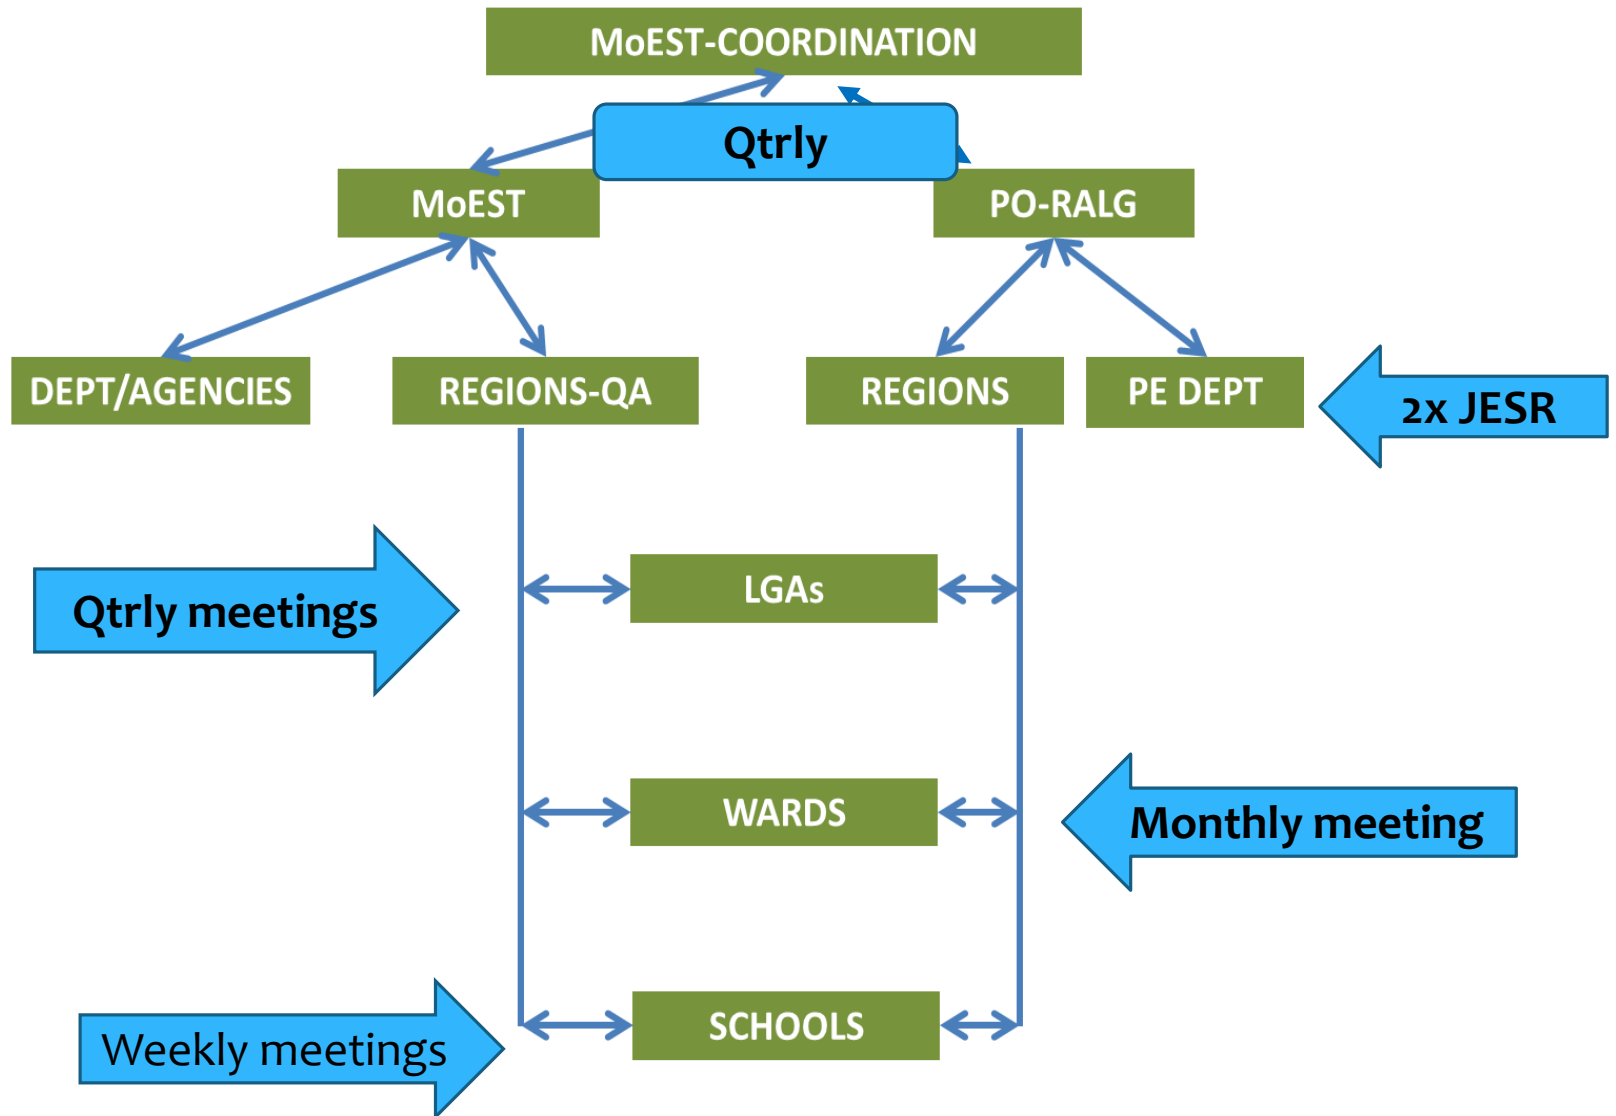 MoEST-COORDINATION
Qtrly
MoEST
PO-RALG
DEPT/AGENCIES
REGIONS-QA
REGIONS
PE DEPT
2x JESR
LGAs
Qtrly meetings
WARDS
Monthly meeting
SCHOOLS
Weekly meetings